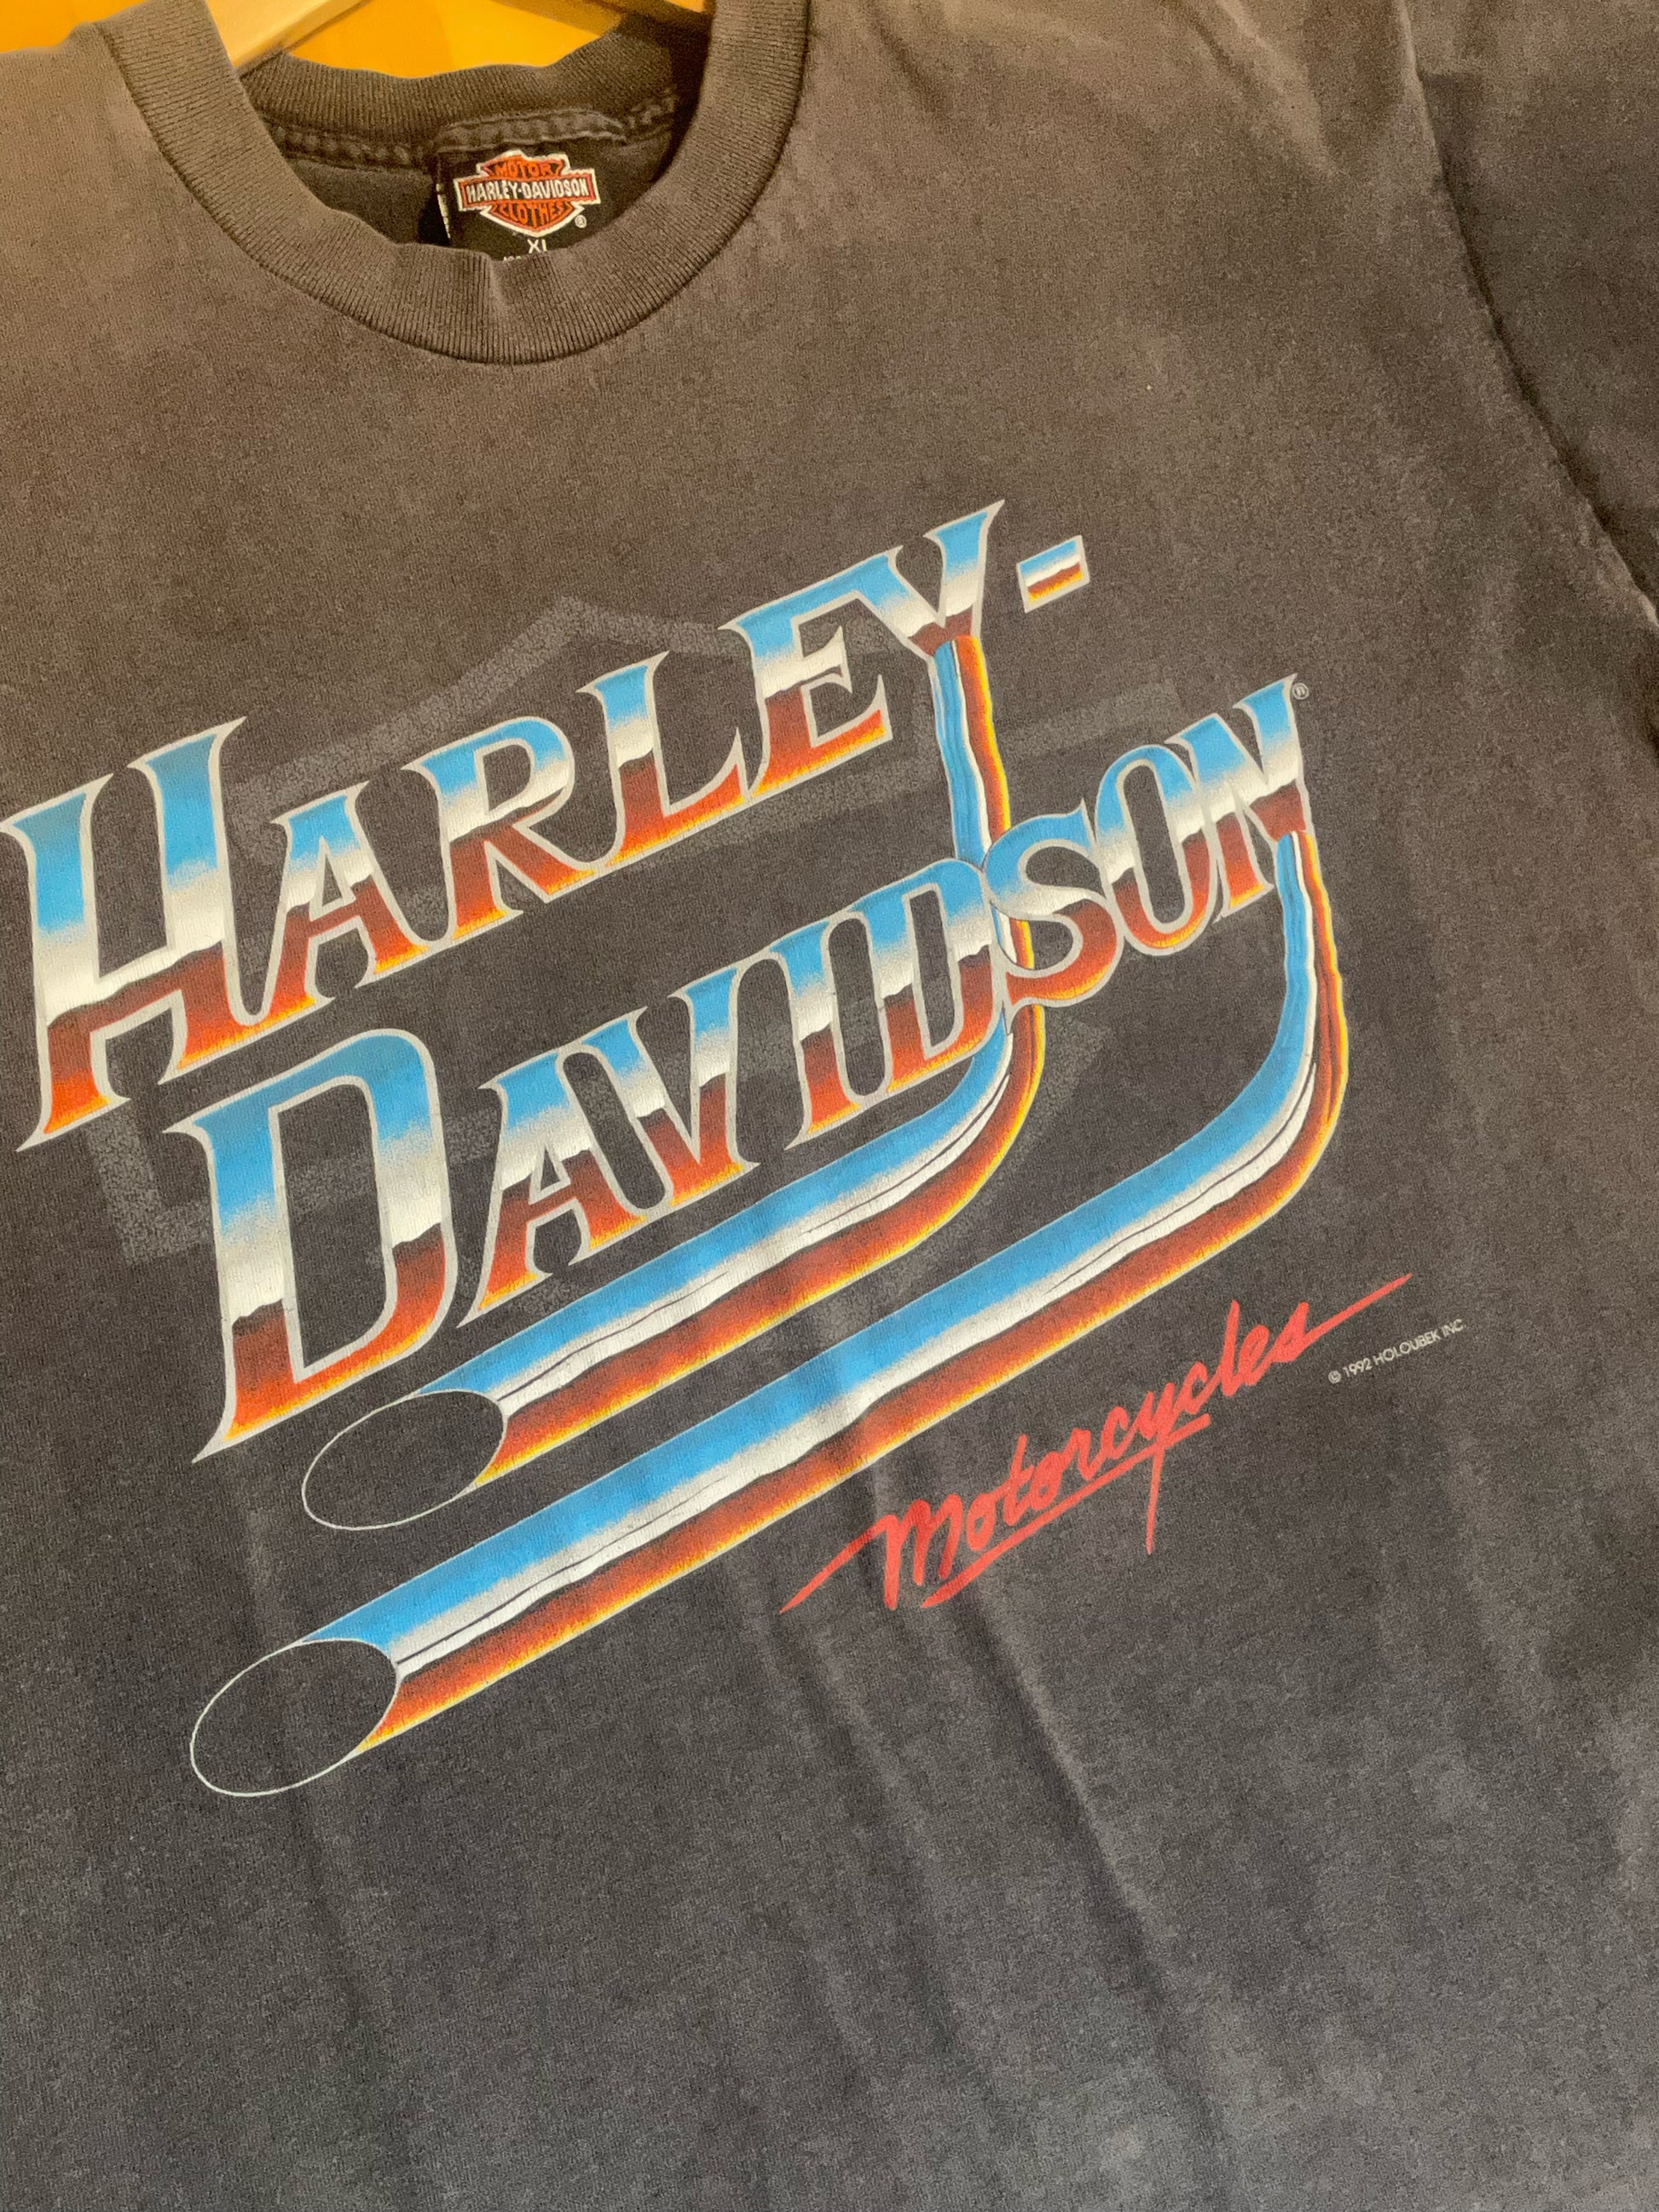 MOTOR
HARLEY-DAVIDSON
CLOTHES
®
XL
HARLEY-
DAVIDSON®
Motorcycles
© 1992 HOLOUBEK INC.